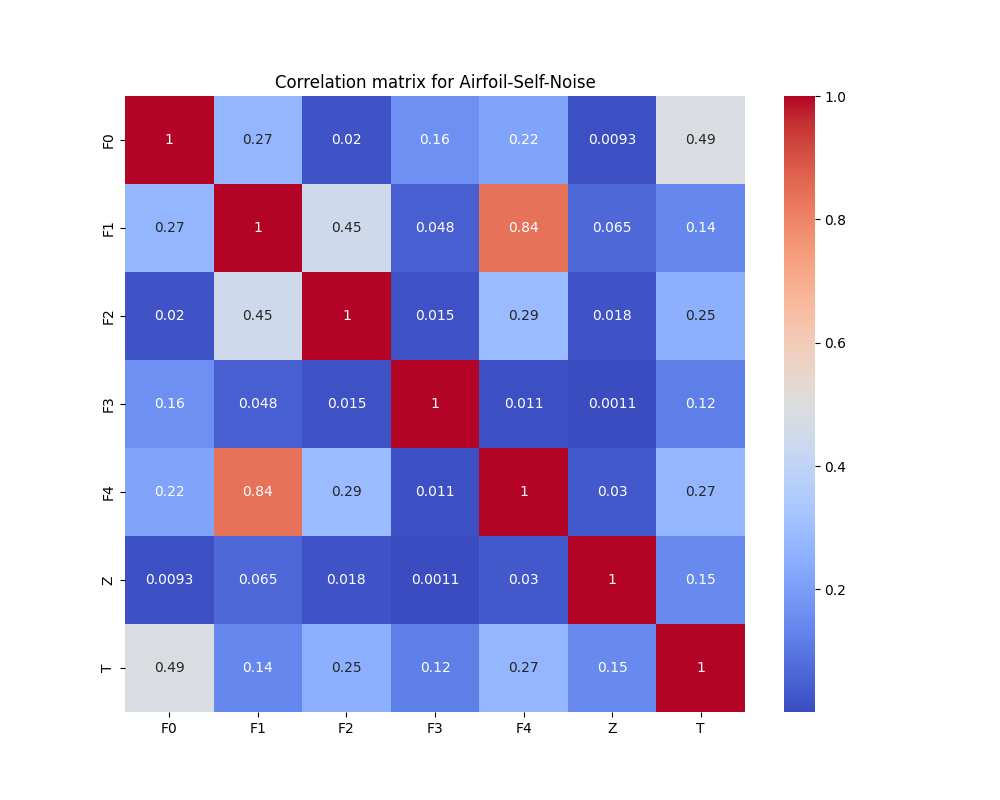 Correlation matrix for Airfoil-Self-Noise
F0 1 0.27 0.02 0.16 0.22 0.0093 0.49
F1 0.27 1 0.45 0.048 0.84 0.065 0.14
F2 0.02 0.45 1 0.015 0.29 0.018 0.25
F3 0.16 0.048 0.015 1 0.011 0.0011 0.12
F4 0.22 0.84 0.29 0.011 1 0.03 0.27
Z 0.0093 0.065 0.018 0.0011 0.03 1 0.15
T 0.49 0.14 0.25 0.12 0.27 0.15 1
F0 F1 F2 F3 F4 Z T
1.0
0.8
0.6
0.4
0.2